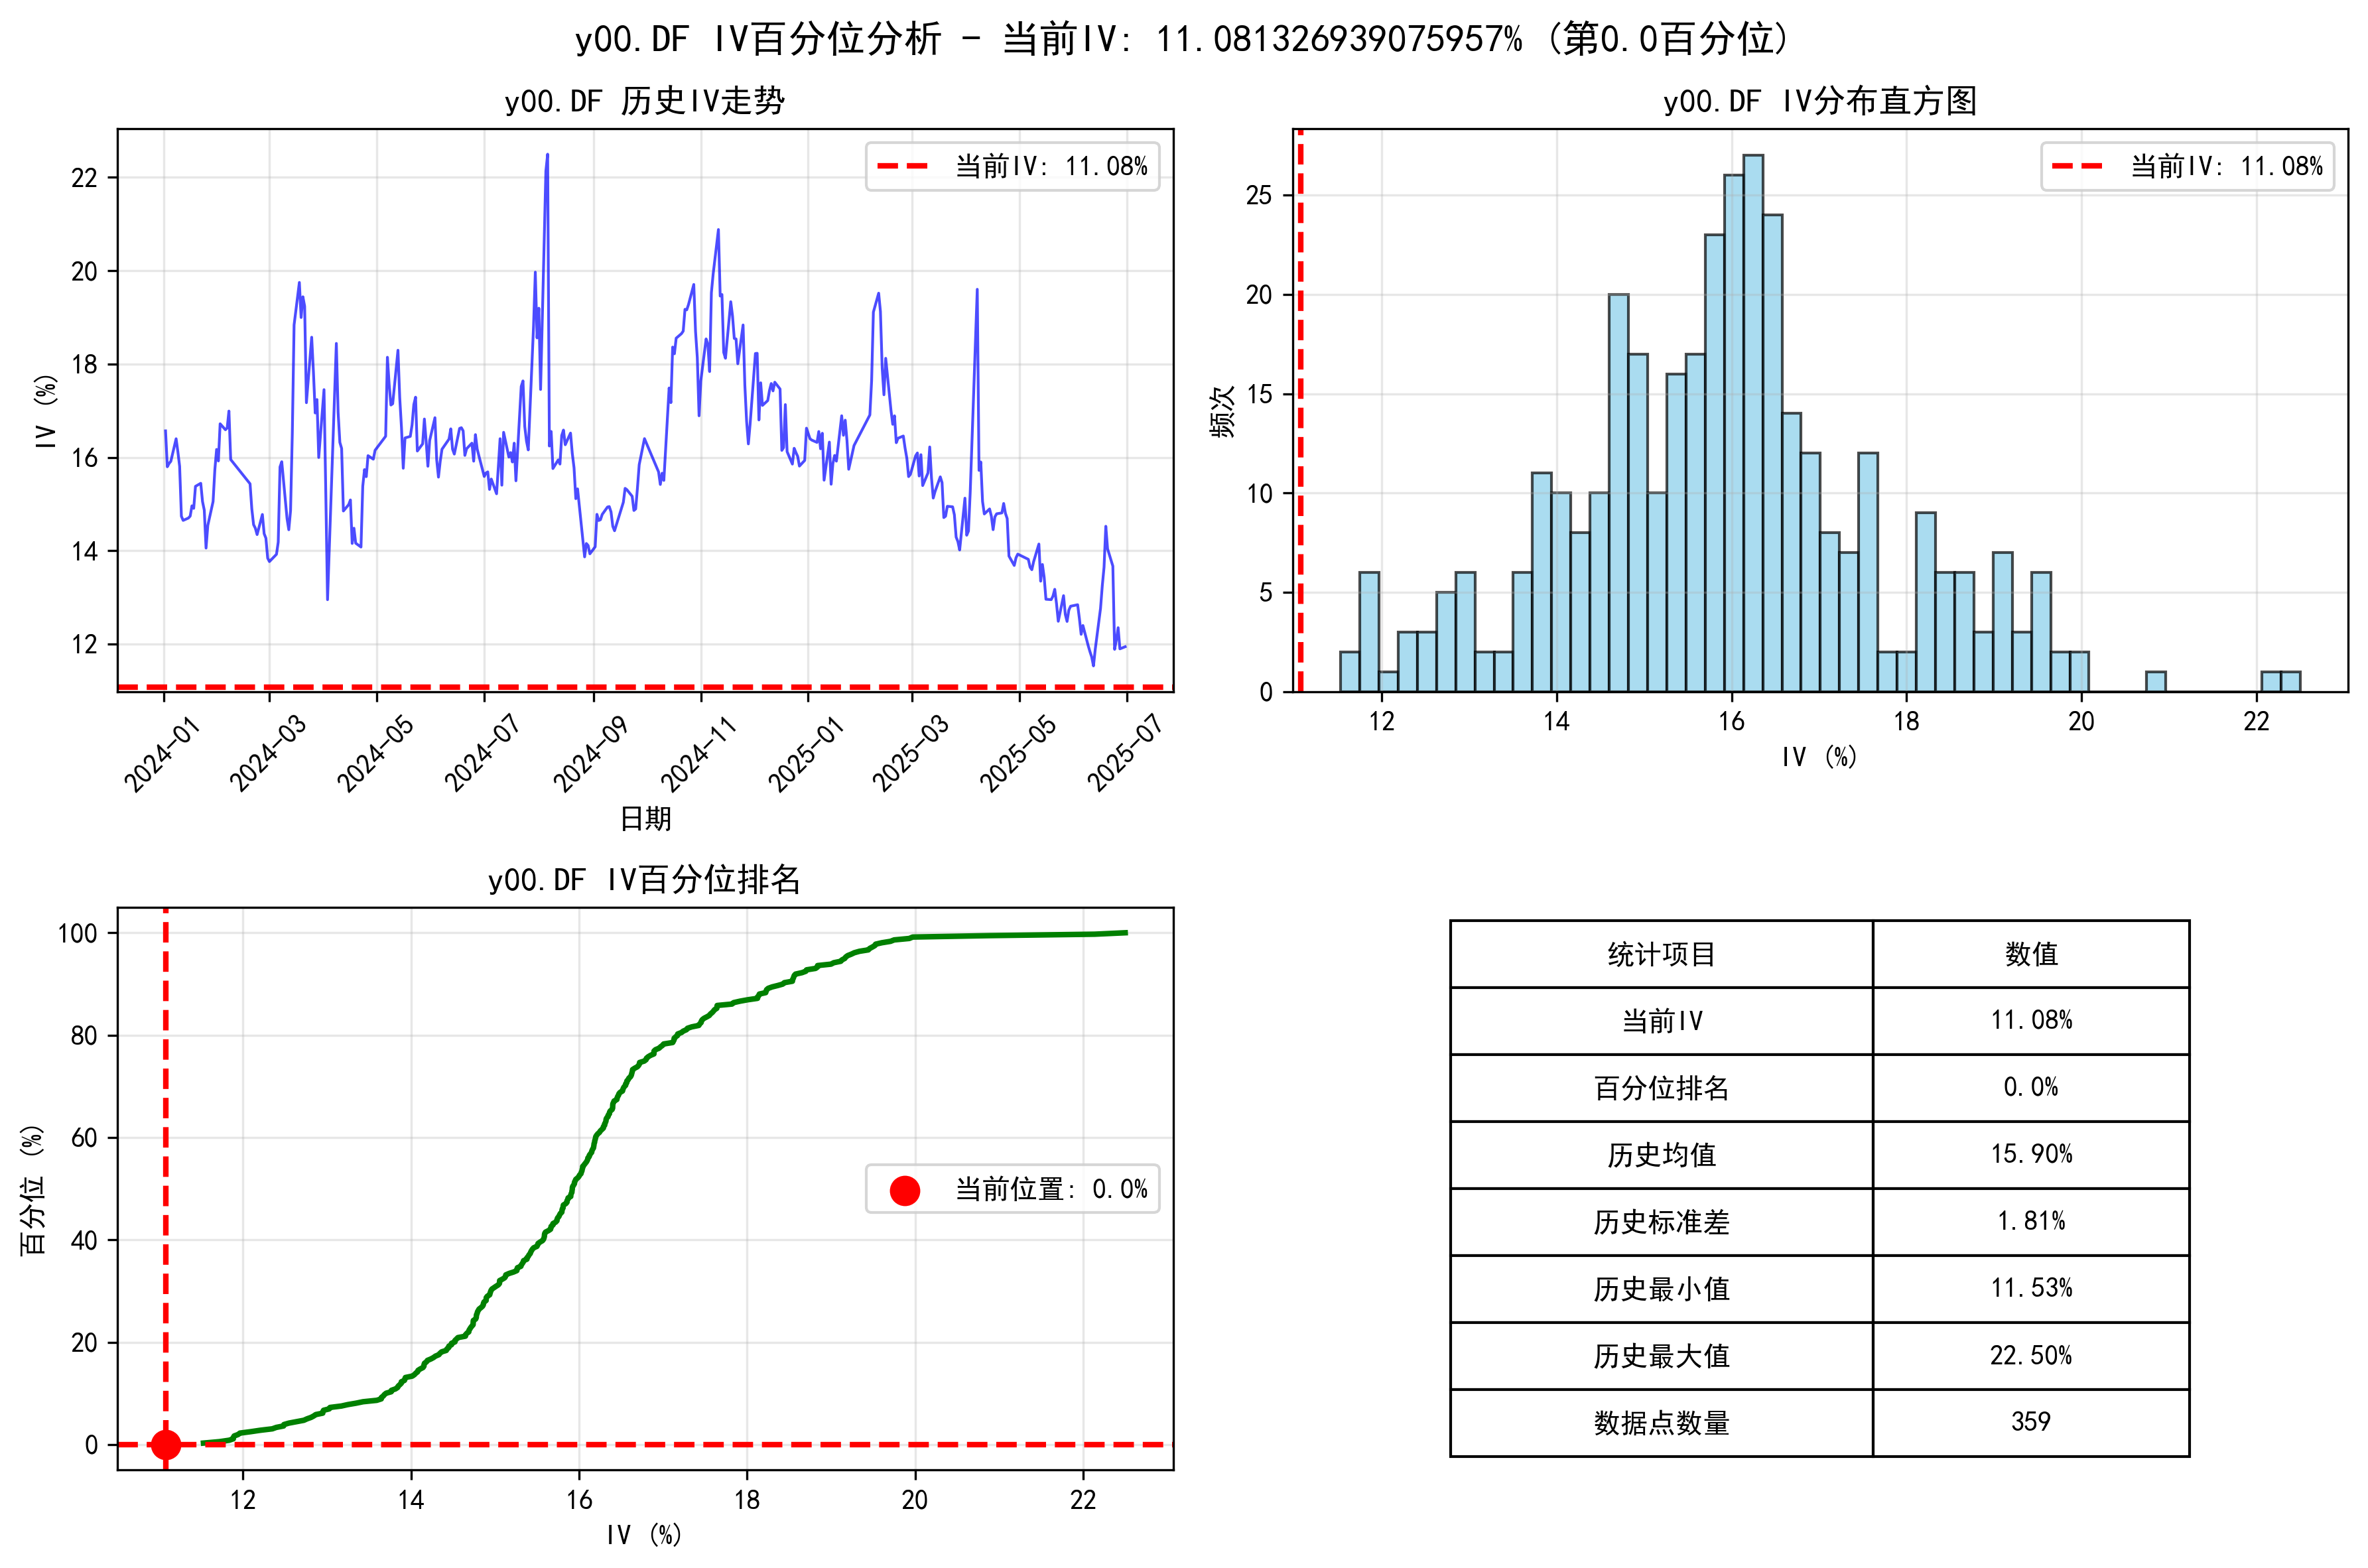 y00.DF IV百分位分析 - 当前IV: 11.081326939075957% (第0.0百分位)
y00.DF 历史IV走势
当前IV: 11.08%
22
20
18
16
14
12
IV (%)
2024-01
2024-03
2024-05
2024-07
2024-09
2024-11
2025-01
2025-03
2025-05
2025-07
日期
y00.DF IV分布直方图
当前IV: 11.08%
25
20
15
10
5
0
频次
12 14 16 18 20 22
IV (%)
y00.DF IV百分位排名
100
80
60
40
20
0
百分位 (%)
当前位置: 0.0%
12 14 16 18 20 22
IV (%)
统计项目 数值
当前IV 11.08%
百分位排名 0.0%
历史均值 15.90%
历史标准差 1.81%
历史最小值 11.53%
历史最大值 22.50%
数据点数量 359